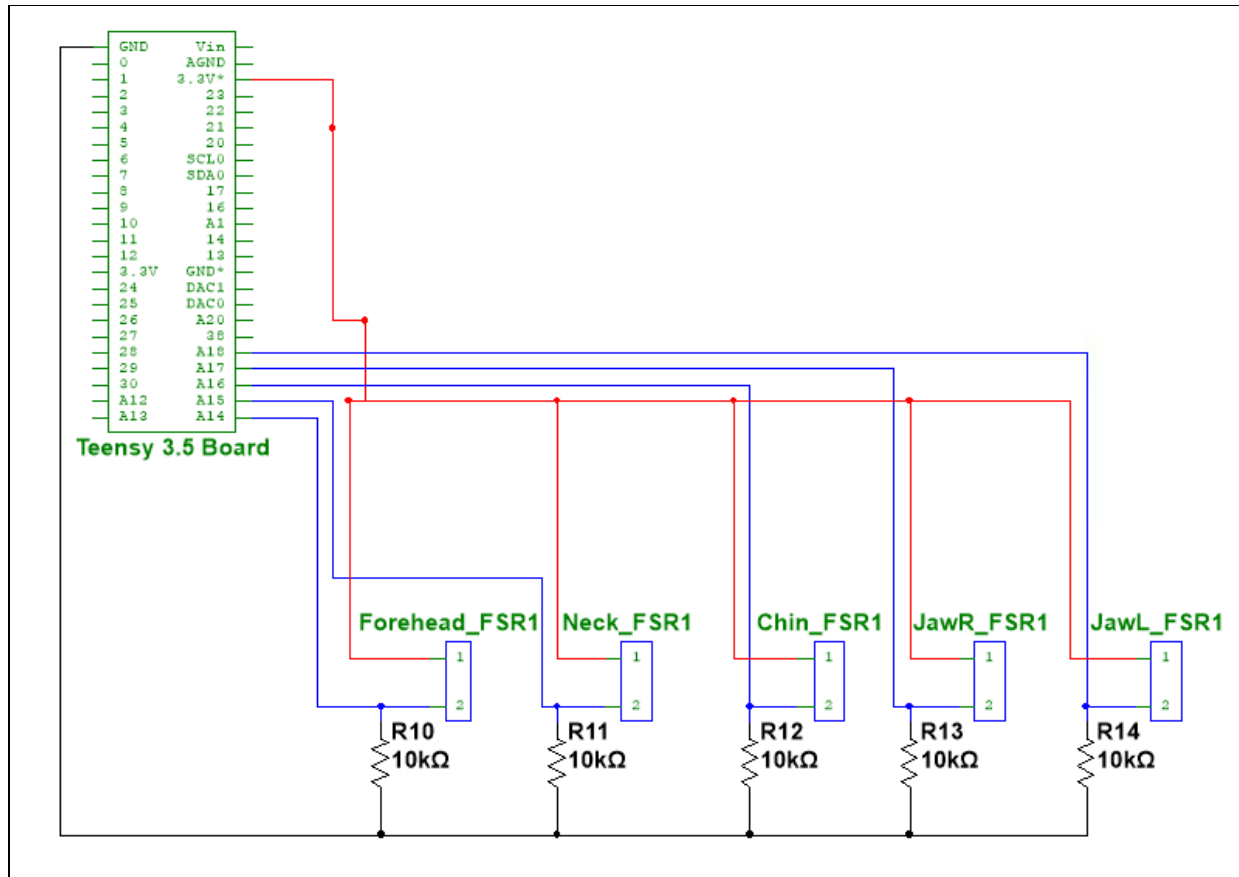 GND Vin
0 AGND
1 3.3V*
2 23
3 22
4 21
5 20
6 SCL0
7 SDA0
8 17
9 16
10 A1
11 14
12 13
3.3V GND*
24 DAC1
25 DAC0
26 A20
27 38
28 A18
29 A17
30 A16
A12 A15
A13 A14
Teensy 3.5 Board
Forehead_FSR1 Neck_FSR1 Chin_FSR1 JawR_FSR1 JawL_FSR1
1 1 1 1 1
2 2 2 2 2
R10 R11 R12 R13 R14
10kΩ 10kΩ 10kΩ 10kΩ 10kΩ